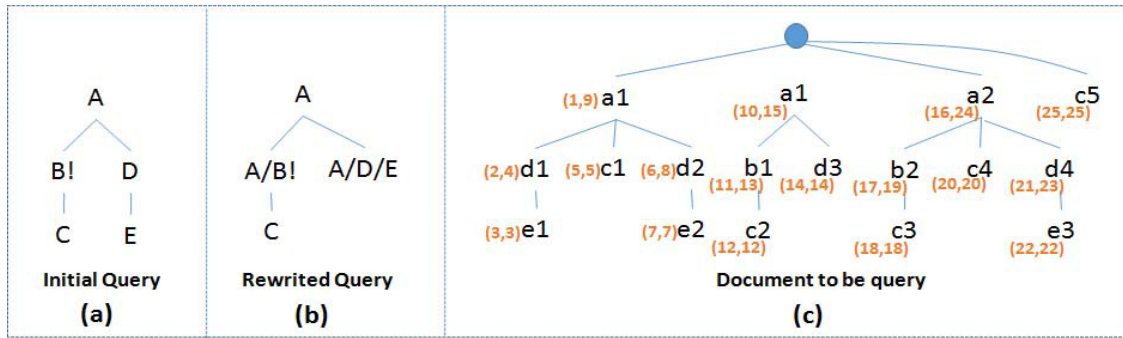 A
B! D
C E
Initial Query
(a)
A
A/B! A/D/E
C
Rewrited Query
(b)
(1,9) a1 (10,15) a1 (16,24) a2 (25,25) c5
(2,4) d1 (5,5) c1 (6,8) d2 (11,13) b1 (14,14) d3 (17,19) b2 (20,20) c4 (21,23) d4
(3,3) e1 (7,7) e2 (12,12) c2 (18,18) c3 (22,22) e3
Document to be query
(c)